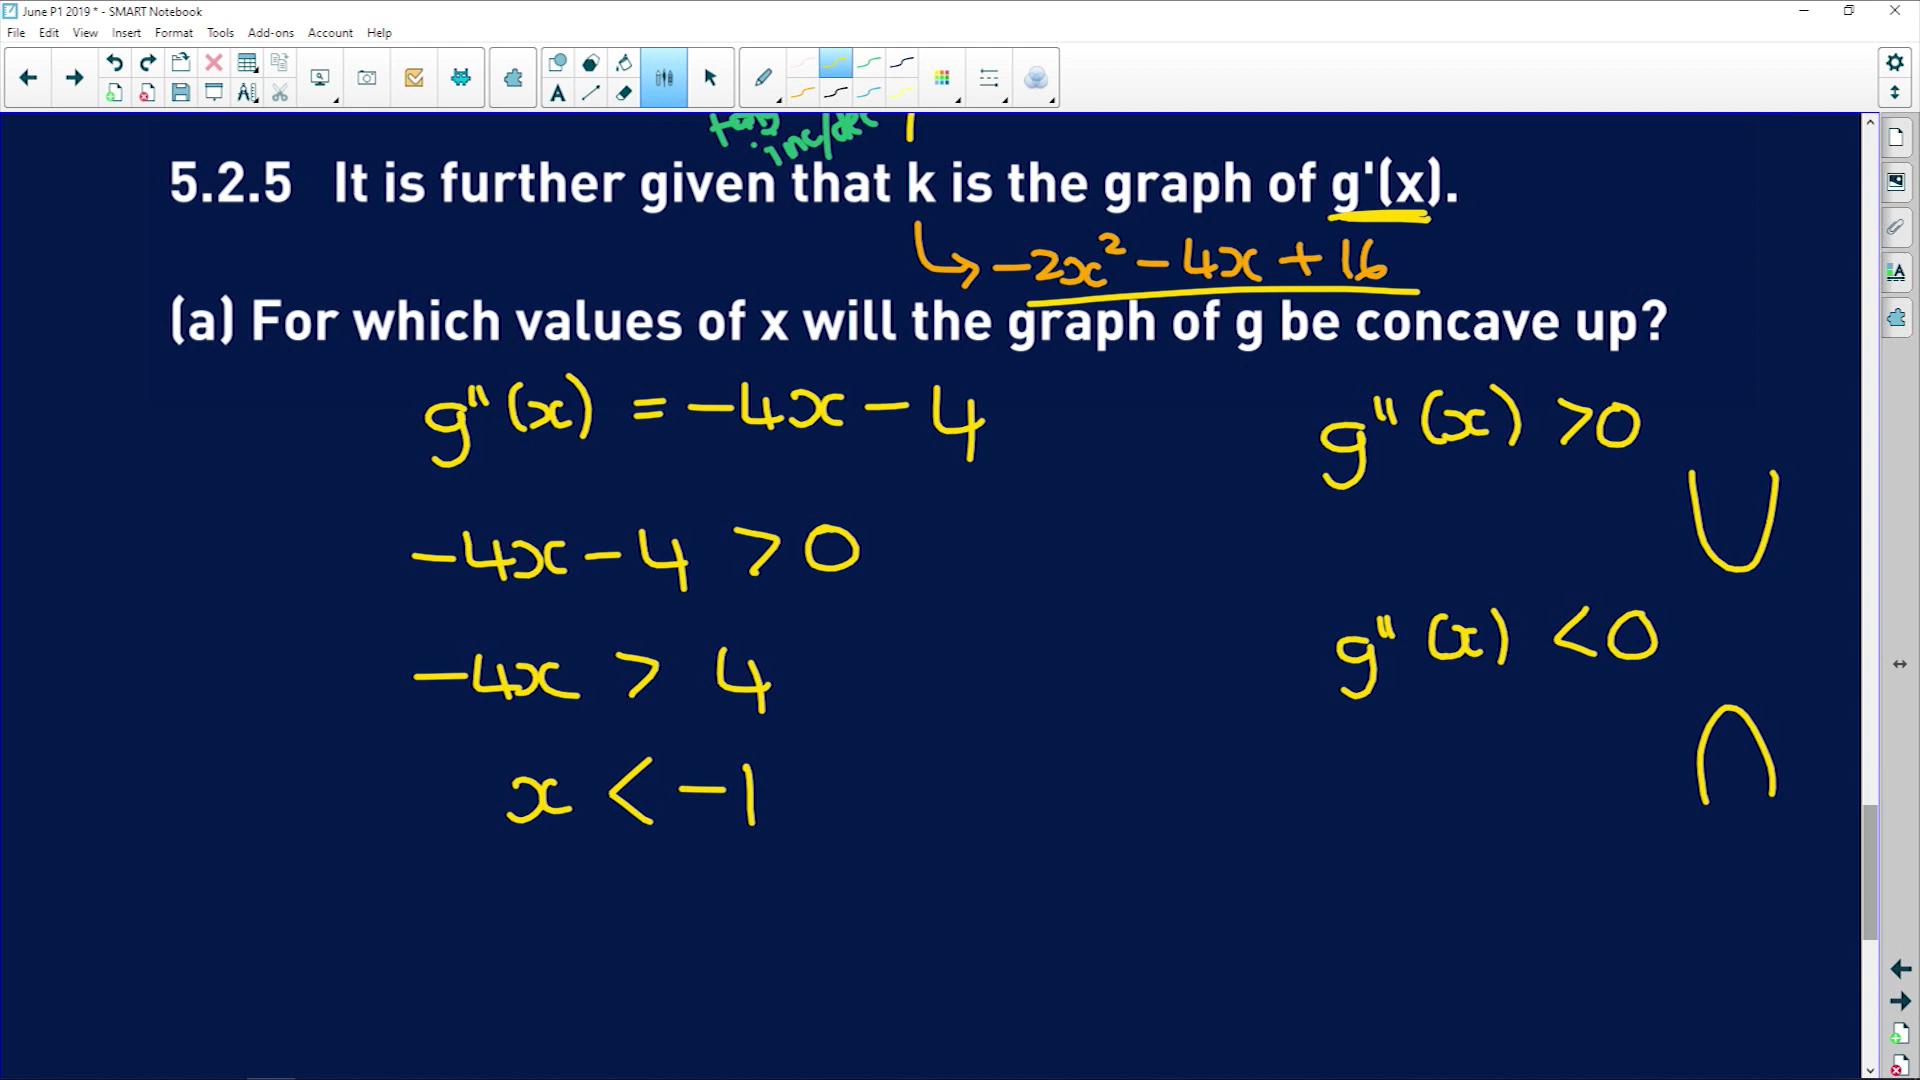 June P1 2019 * - SMART Notebook
File Edit View Insert Format Tools Add-ons Account Help
inc/dec
5.2.5 It is further given that k is the graph of g'(x).
-2x² - 4x + 16
(a) For which values of x will the graph of g be concave up?
g"(x) = -4x - 4
g"(x) > 0
-4x - 4 > 0
g"(x) < 0
-4x > 4
x < -1